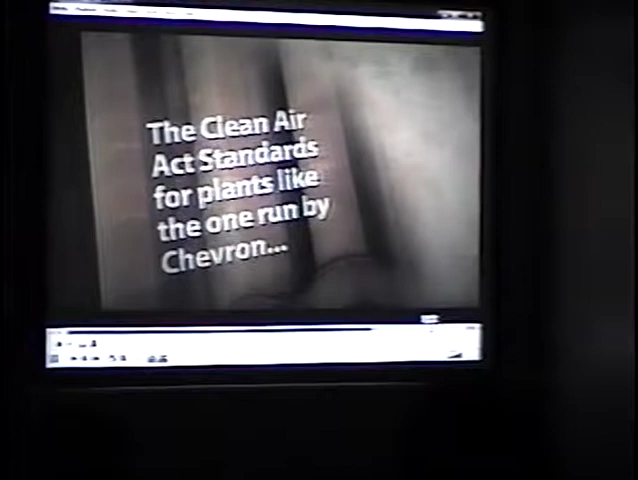 The Clean Air
Act Standards
for plants like
the one run by
Chevron...